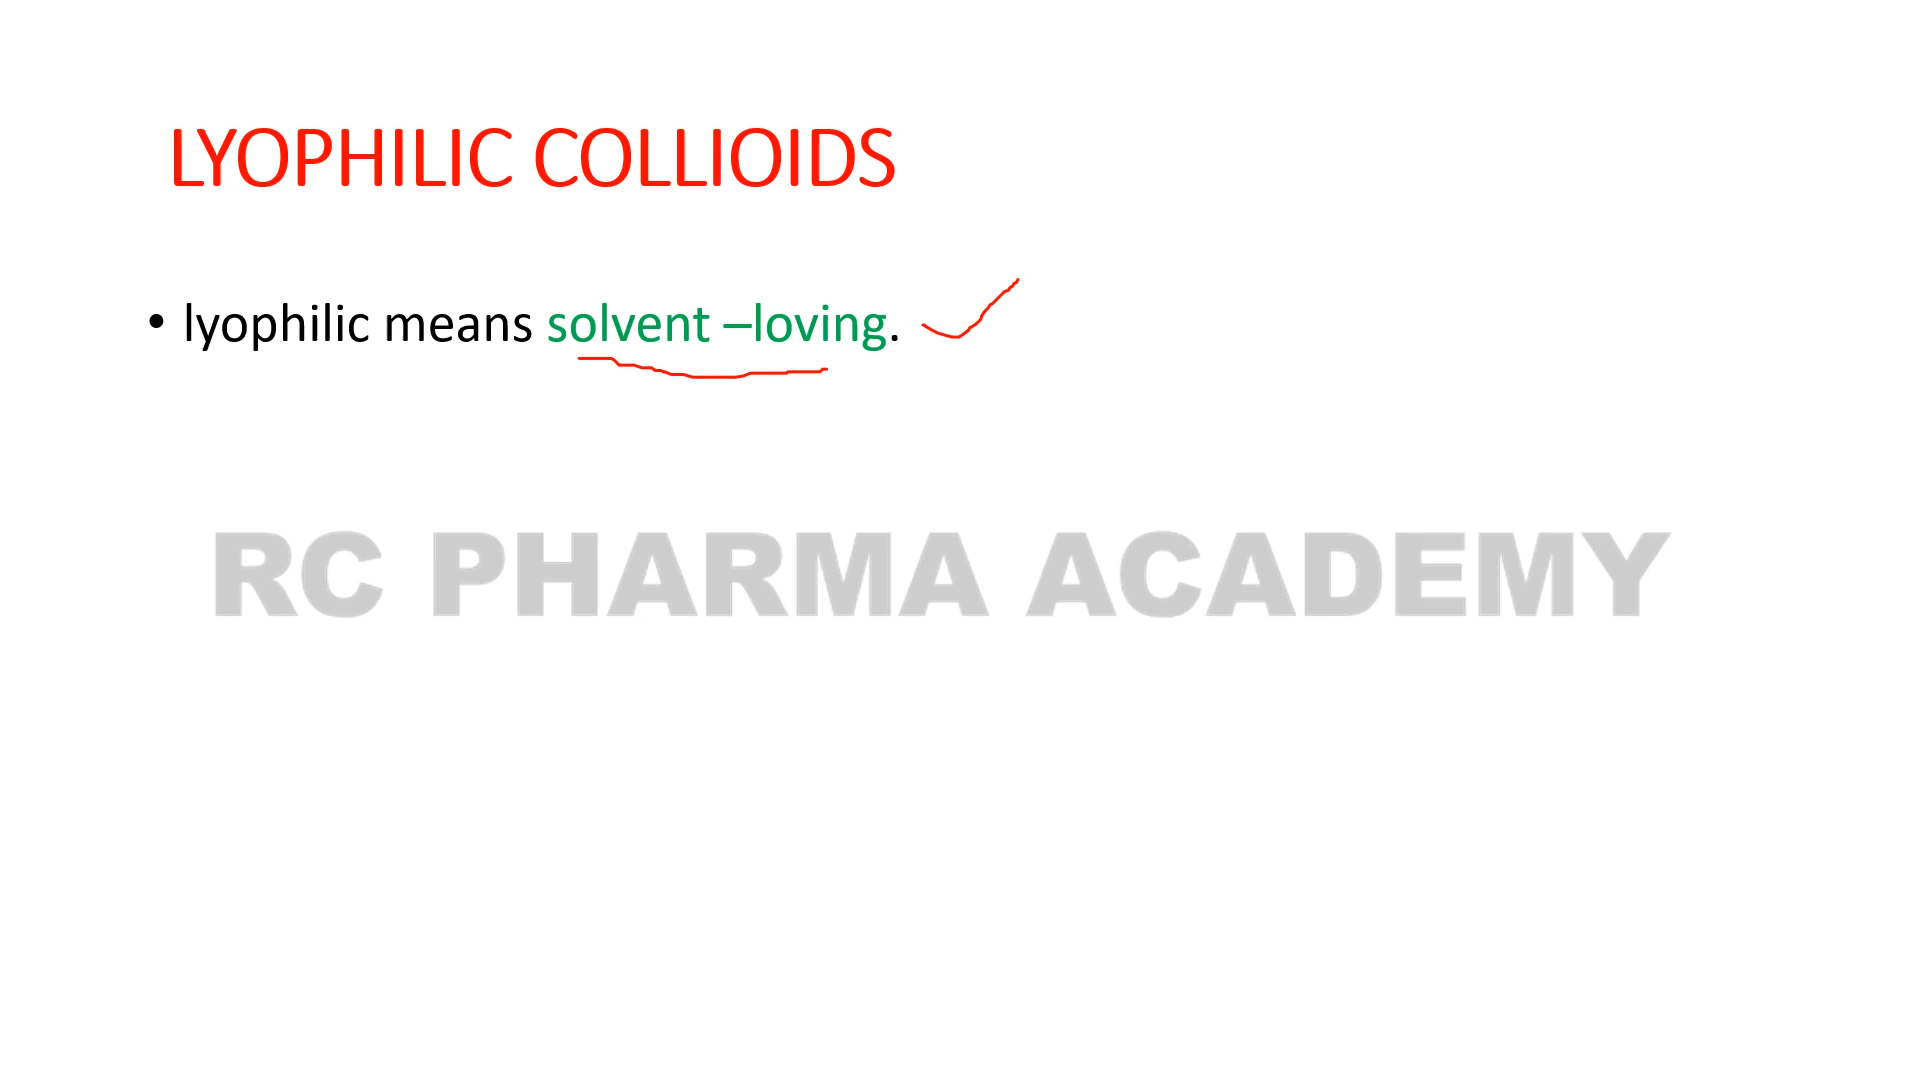 LYOPHILIC COLLIOIDS
• lyophilic means solvent –loving.
RC PHARMA ACADEMY